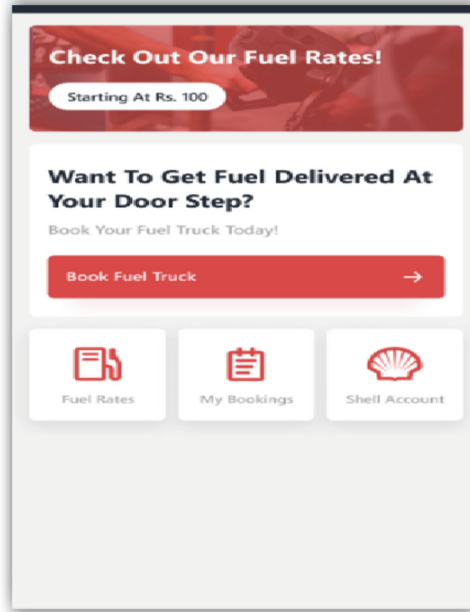 Check Out Our Fuel Rates!
Starting At Rs. 100
Want To Get Fuel Delivered At
Your Door Step?
Book Your Fuel Truck Today!
Book Fuel Truck
Fuel Rates
My Bookings
Shell Account